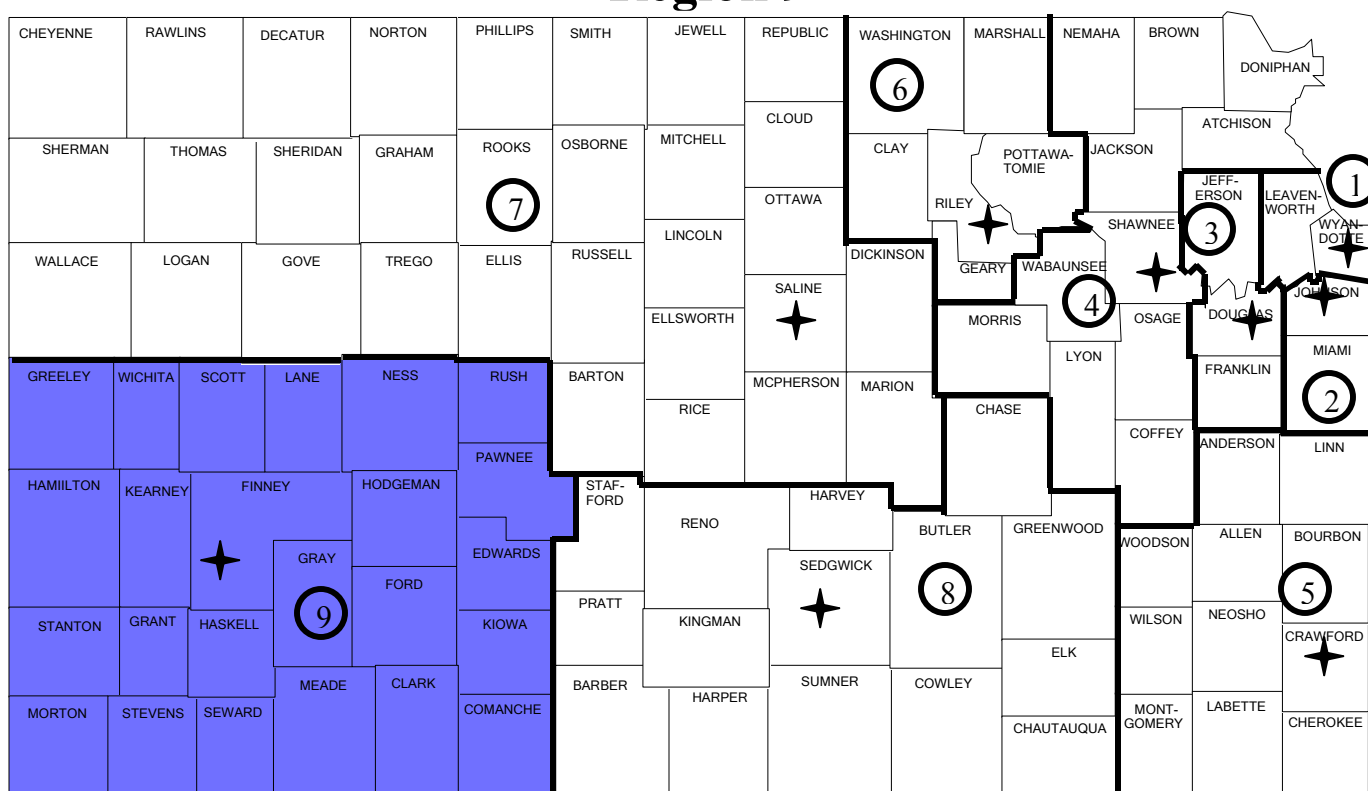 CHEYENNE
RAWLINS
DECATUR
NORTON
PHILLIPS
SMITH
JEWELL
REPUBLIC
WASHINGTON
MARSHALL
NEMAHA
BROWN
DONIPHAN
6
CLOUD
ATCHISON
SHERMAN
THOMAS
SHERIDAN
GRAHAM
ROOKS
OSBORNE
MITCHELL
CLAY
POTTAWA-
TOMIE
JACKSON
7
OTTAWA
RILEY
JEFF-
ERSON
LEAVEN-
WORTH
1
3
WYAN-
DOTTE
SHAWNEE
LINCOLN
WALLACE
LOGAN
GOVE
TREGO
ELLIS
RUSSELL
DICKINSON
GEARY
WABAUNSEE
4
SALINE
JOHNSON
ELLSWORTH
MORRIS
OSAGE
DOUGLAS
MIAMI
LYON
GREELEY
WICHITA
SCOTT
LANE
NESS
RUSH
BARTON
MCPHERSON
MARION
FRANKLIN
2
RICE
CHASE
COFFEY
ANDERSON
LINN
PAWNEE
HAMIILTON
KEARNEY
FINNEY
HODGEMAN
STAF-
FORD
HARVEY
RENO
BUTLER
GREENWOOD
WOODSON
ALLEN
BOURBON
GRAY
EDWARDS
SEDGWICK
8
5
FORD
9
PRATT
STANTON
GRANT
HASKELL
KIOWA
KINGMAN
WILSON
NEOSHO
CRAWFORD
ELK
MEADE
CLARK
BARBER
HARPER
SUMNER
COWLEY
MORTON
STEVENS
SEWARD
COMANCHE
CHAUTAUQUA
MONT-
GOMERY
LABETTE
CHEROKEE